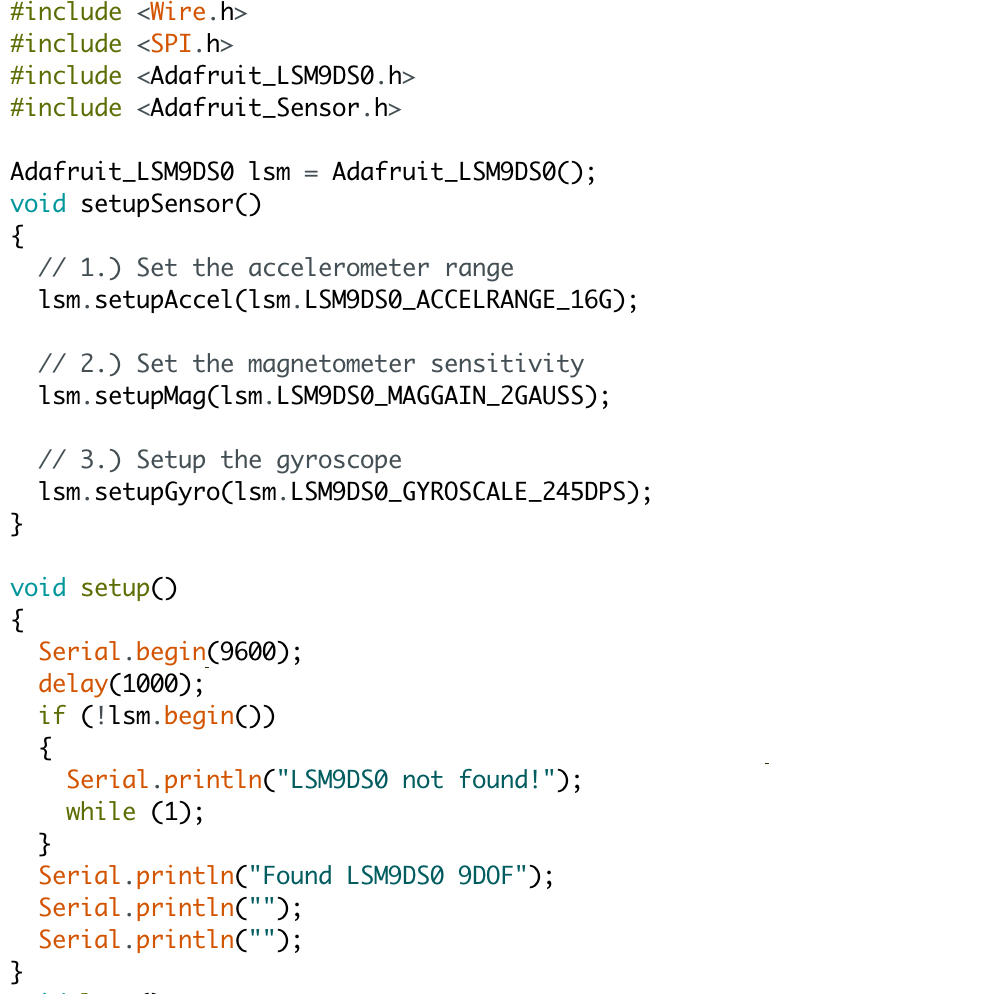 #include <Wire.h>
#include <SPI.h>
#include <Adafruit_LSM9DS0.h>
#include <Adafruit_Sensor.h>

Adafruit_LSM9DS0 lsm = Adafruit_LSM9DS0();
void setupSensor()
{
  // 1.) Set the accelerometer range
  lsm.setupAccel(lsm.LSM9DS0_ACCELRANGE_16G);

  // 2.) Set the magnetometer sensitivity
  lsm.setupMag(lsm.LSM9DS0_MAGGAIN_2GAUSS);

  // 3.) Setup the gyroscope
  lsm.setupGyro(lsm.LSM9DS0_GYROSCALE_245DPS);
}

void setup()
{
  Serial.begin(9600);
  delay(1000);
  if (!lsm.begin())
  {
    Serial.println("LSM9DS0 not found!");
    while (1);
  }
  Serial.println("Found LSM9DS0 9DOF");
  Serial.println("");
  Serial.println("");
}